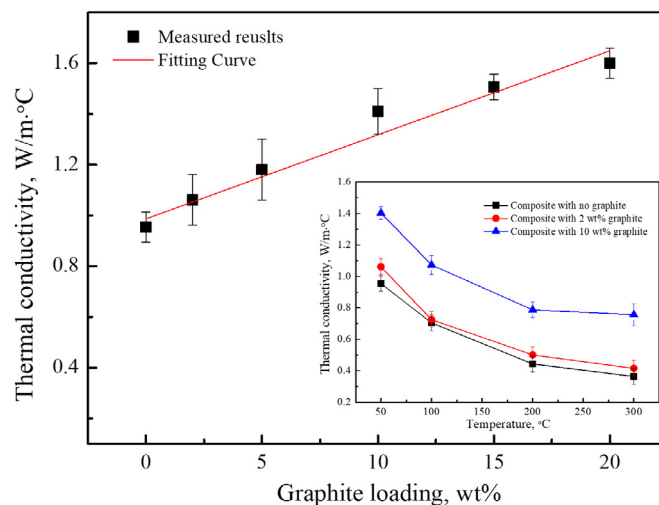 Measured reuslts
Fitting Curve
Thermal conductivity, W/m·°C
1.6
1.2
0.8
0.4
0
5
10
15
20
Graphite loading, wt%
Composite with no graphite
Composite with 2 wt% graphite
Composite with 10 wt% graphite
Thermal conductivity, W/m·°C
1.6
1.4
1.2
1.0
0.8
0.6
0.4
0.2
50
100
150
200
250
300
Temperature, °C